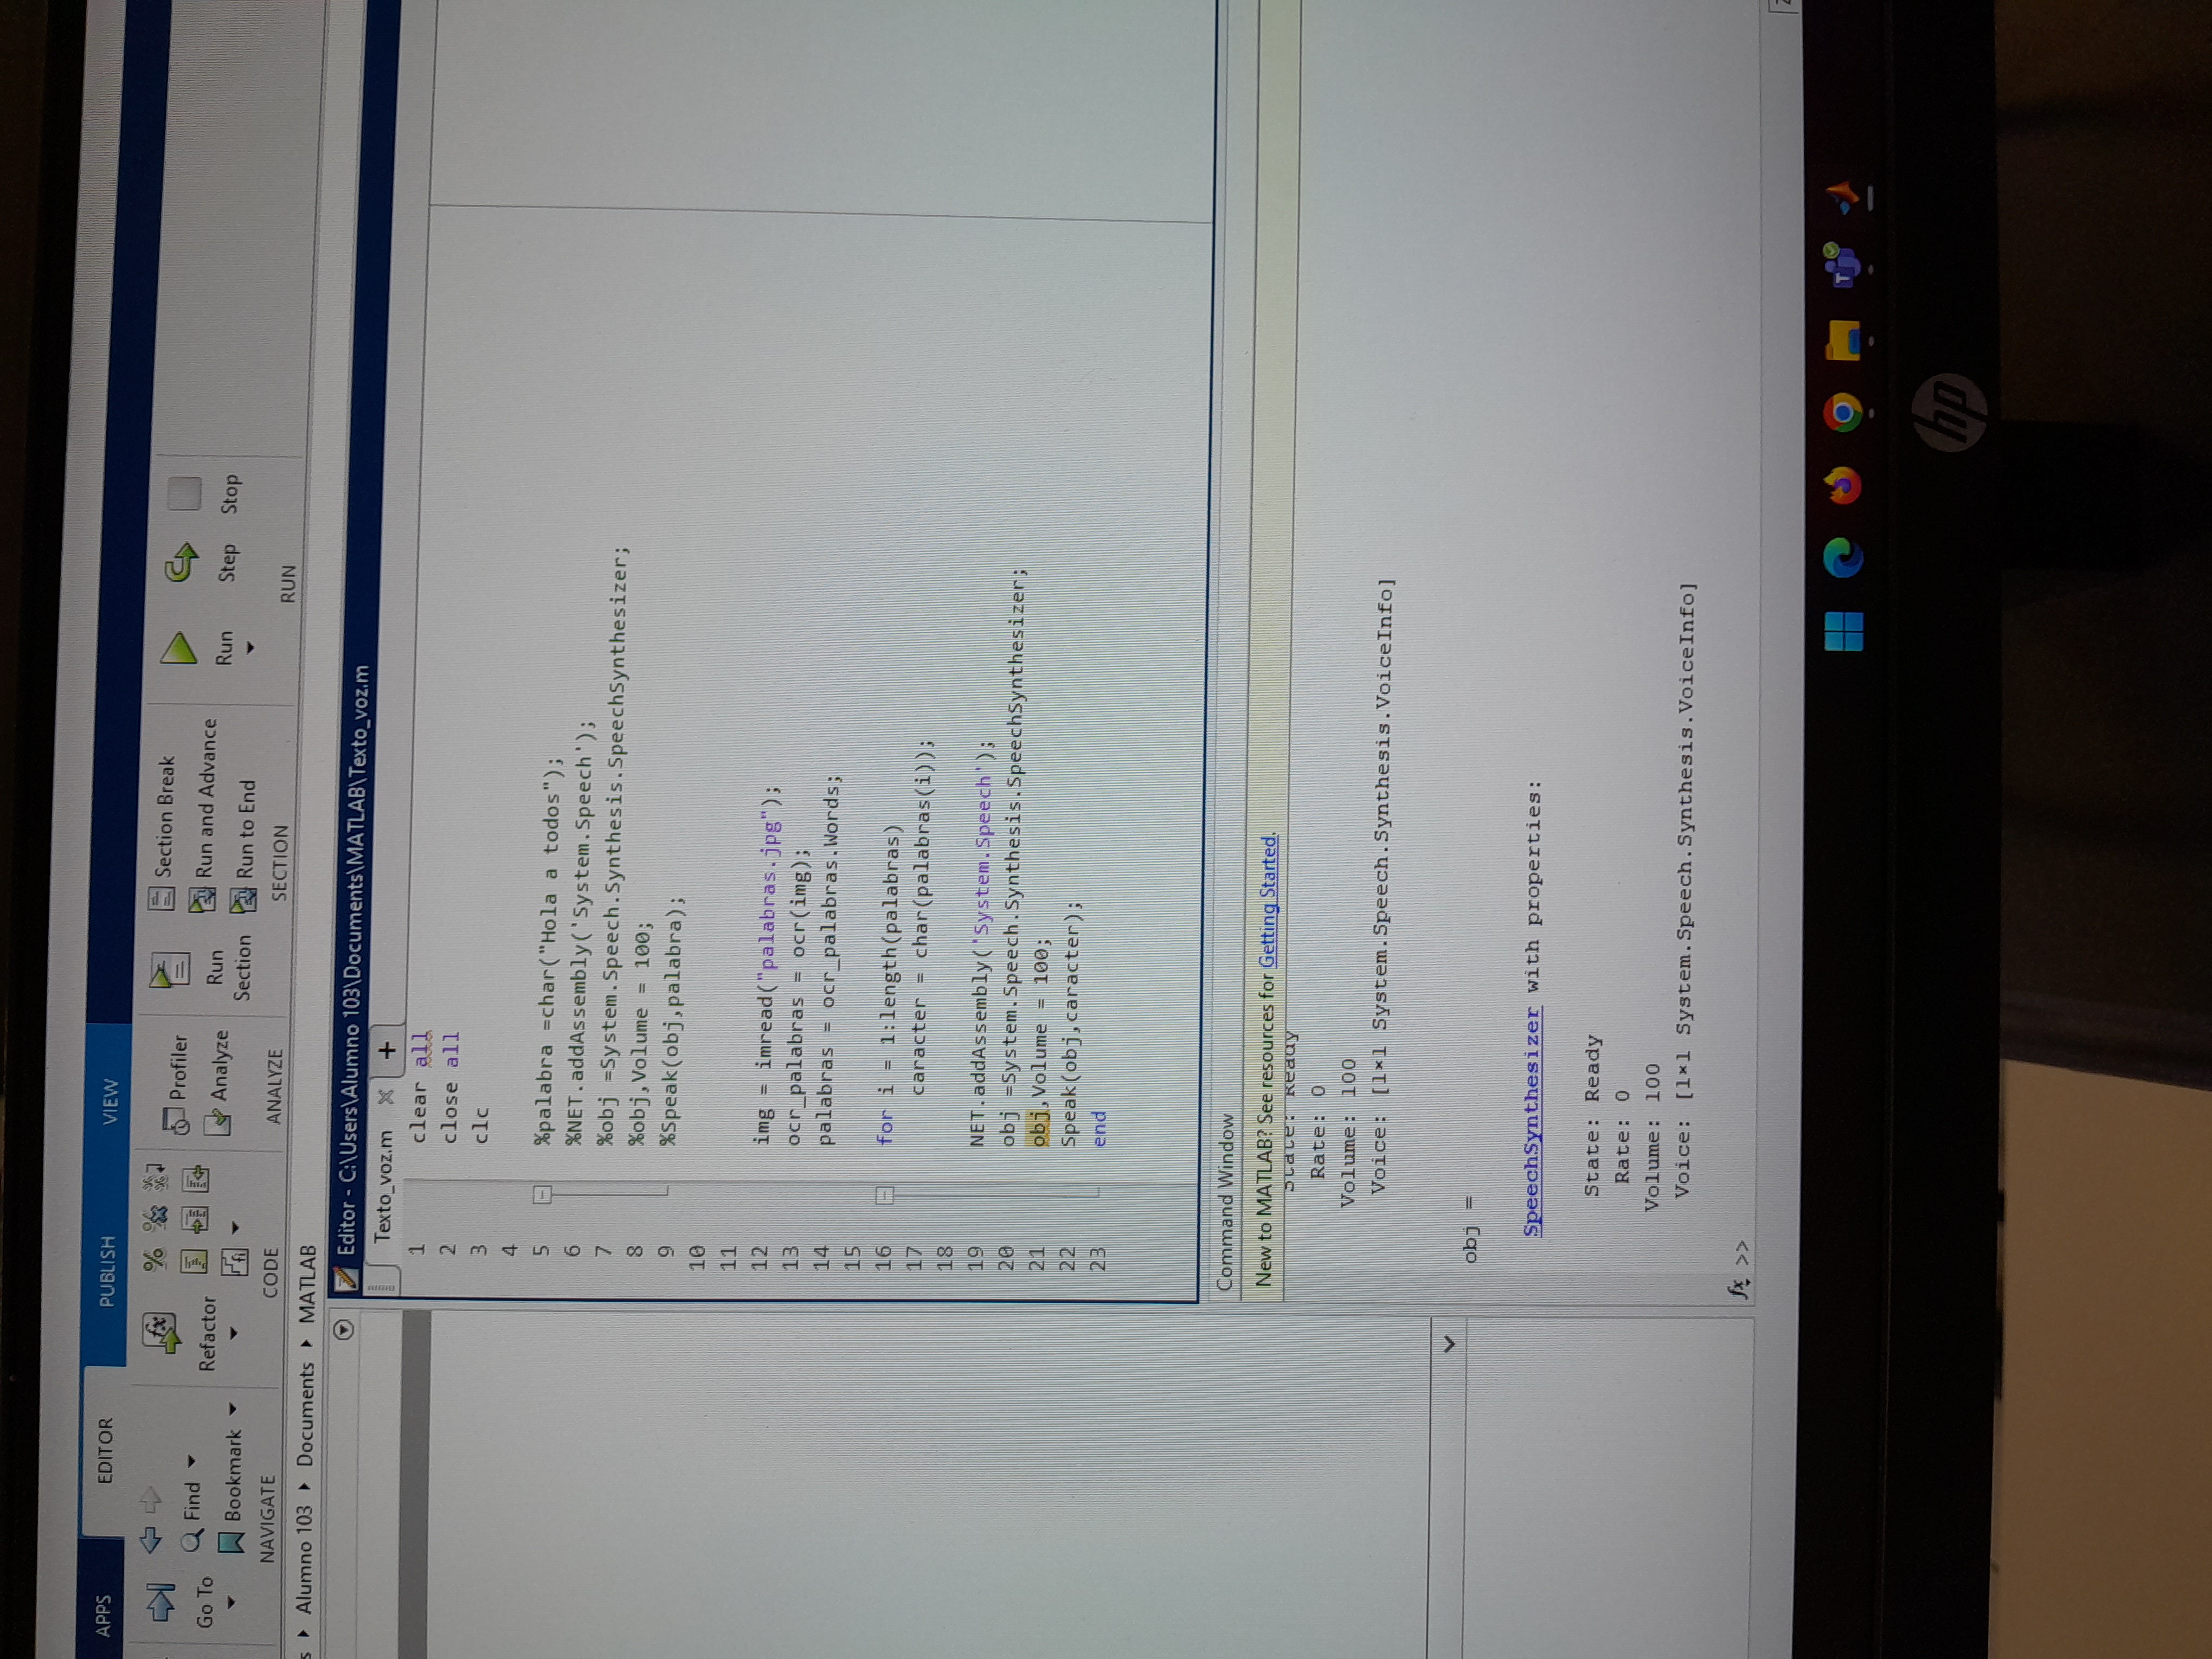 APPS EDITOR PUBLISH VIEW
Go To
Find
Bookmark
NAVIGATE
Refactor
CODE
Profiler
Analyze
ANALYZE
Run
Section
Section Break
Run and Advance
Run to End
SECTION
Run Step Stop
RUN
s Alumno 103 Documents MATLAB
Editor - C:\Users\Alumno 103\Documents\MATLAB\Texto_voz.m
Texto_voz.m
1 clear all
2 close all
3 clc
4
5 %palabra =char("Hola a todos");
6 %NET.addAssembly('System.Speech');
7 %obj =System.Speech.Synthesis.SpeechSynthesizer;
8 %obj,Volume = 100;
9 %Speak(obj,palabra);
10
11
12 img = imread("palabras.jpg");
13 ocr_palabras = ocr(img);
14 palabras = ocr_palabras.Words;
15
16 for i = 1:length(palabras)
17 caracter = char(palabras(i));
18
19 NET.addAssembly('System.Speech');
20 obj =System.Speech.Synthesis.SpeechSynthesizer;
21 obj,Volume = 100;
22 Speak(obj,caracter);
23 end
Command Window
New to MATLAB? See resources for Getting Started.
State: Ready
Rate: 0
Volume: 100
Voice: [1×1 System.Speech.Synthesis.VoiceInfo]
obj =
SpeechSynthesizer with properties:
State: Ready
Rate: 0
Volume: 100
Voice: [1×1 System.Speech.Synthesis.VoiceInfo]
fx >>
hp